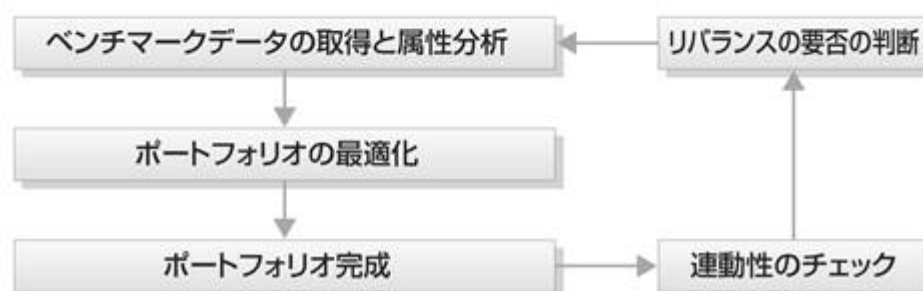 ベンチマークデータの取得と属性分析
リバランスの要否の判断
ポートフォリオの最適化
ポートフォリオ完成
連動性のチェック